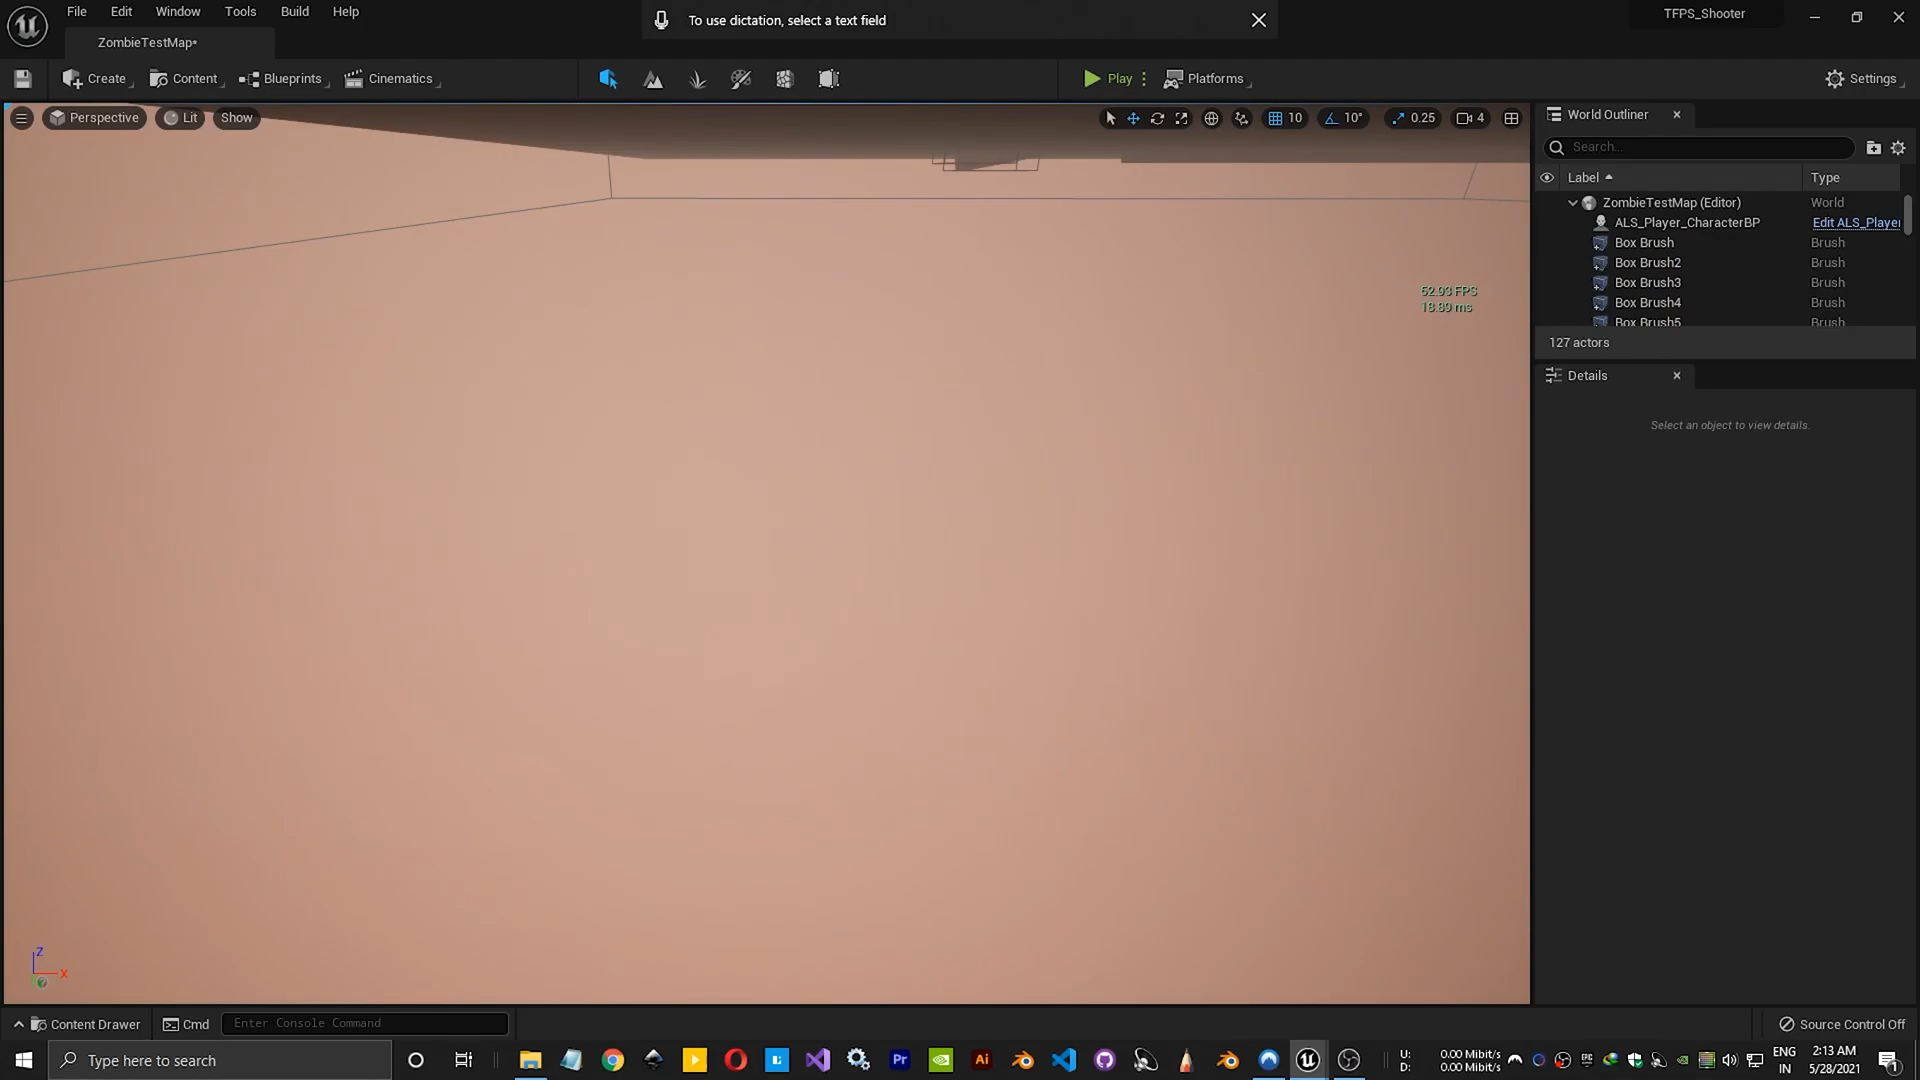 File Edit Window Tools Build Help
To use dictation, select a text field
TFPS_Shooter
ZombieTestMap*
Create Content Blueprints Cinematics
Play Platforms
Settings
Perspective Lit Show
10 10° 0.25 4
World Outliner
Search...
Label Type
ZombieTestMap (Editor) World
ALS_Player_CharacterBP Edit ALS_Player
Box Brush Brush
Box Brush2 Brush
Box Brush3 Brush
Box Brush4 Brush
Box Brush5 Brush
127 actors
52.93 FPS
18.89 ms
Details
Select an object to view details.
Z
X
Content Drawer Cmd Enter Console Command
Source Control Off
Type here to search
Pr
Ai
U: 0.00 Mibit/s
D: 0.00 Mibit/s
ENG
IN
2:13 AM
5/28/2021
1